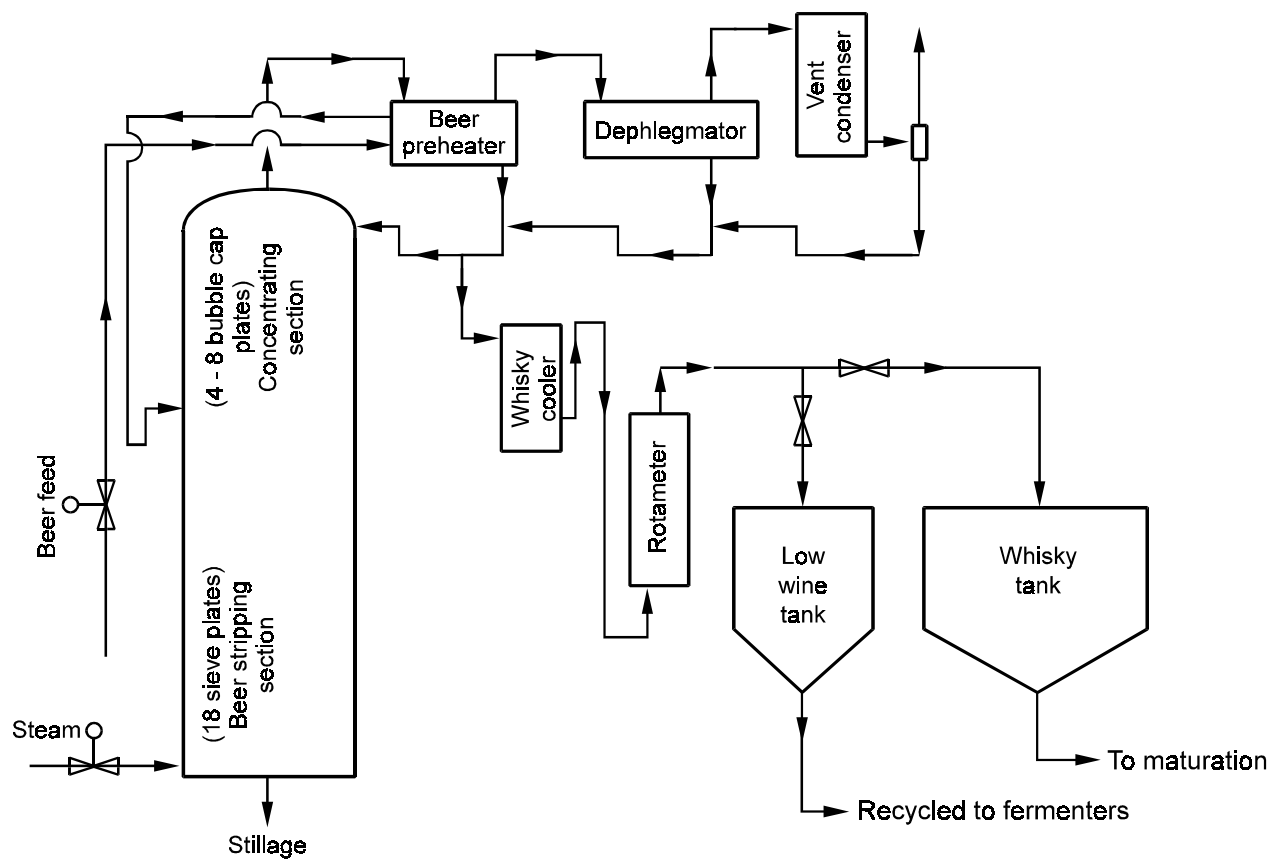 Vent
condenser
Beer
preheater
Dephlegmator
(4 - 8 bubble cap
plates)
Concentrating
section
Whisky
cooler
Rotameter
Beer feed
Low
wine
tank
Whisky
tank
(18 sieve plates)
Beer stripping
section
Steam
To maturation
Recycled to fermenters
Stillage